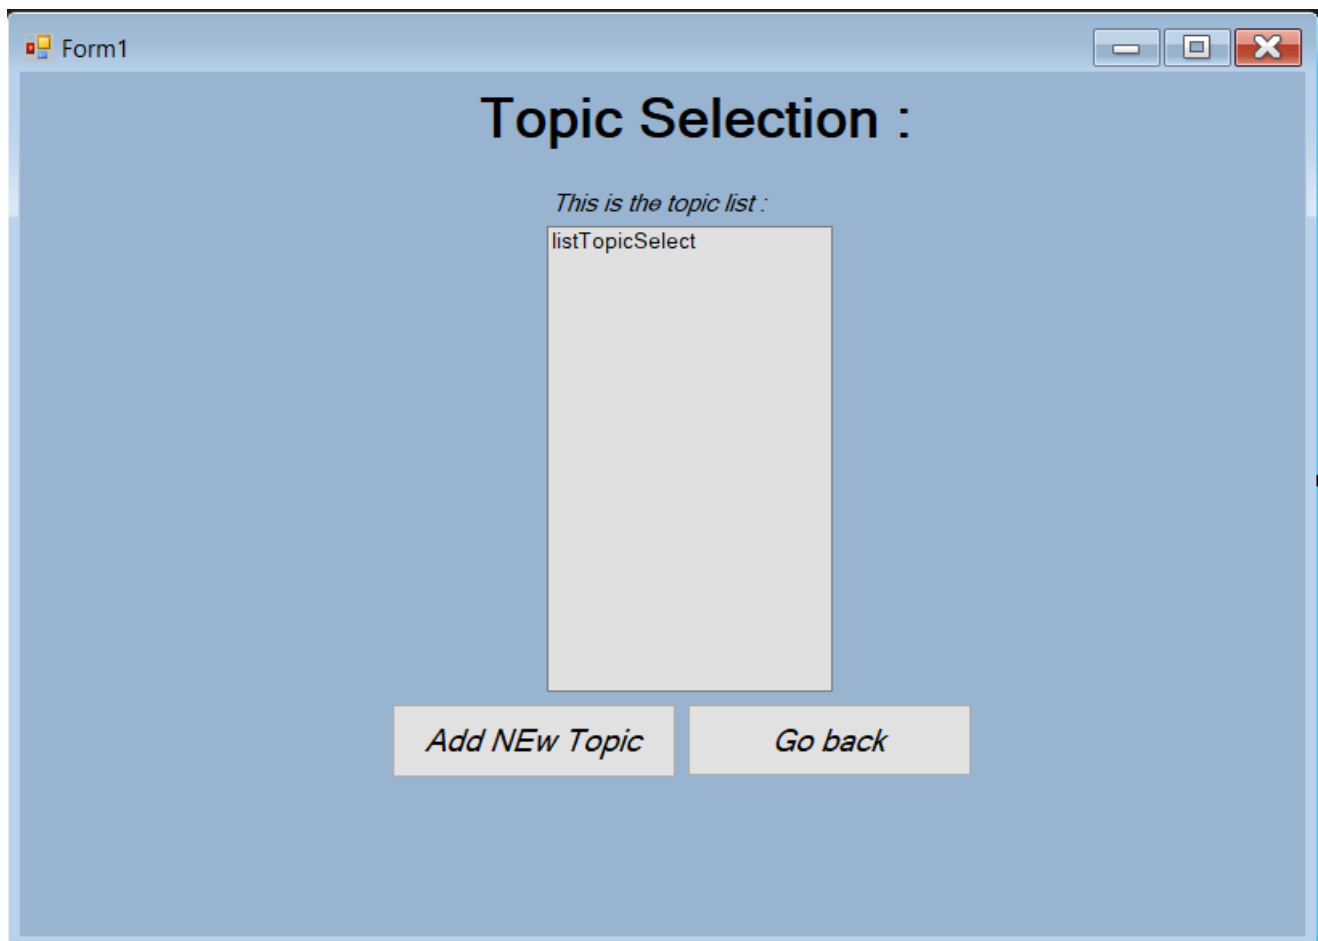 Form1
Topic Selection :
This is the topic list :
listTopicSelect
Add NEw Topic
Go back